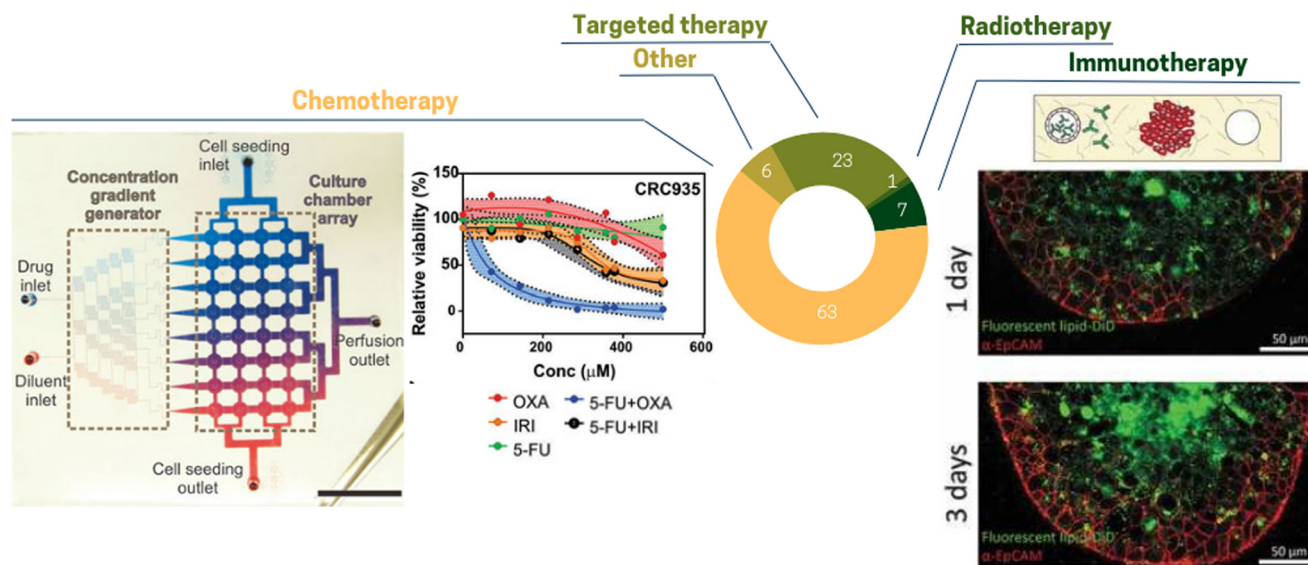 Targeted therapy
Other
Chemotherapy
Radiotherapy
Immunotherapy
23
6
1
7
63
Cell seeding
inlet
Concentration
gradient
generator
Culture
chamber
array
Drug
inlet
Diluent
inlet
Perfusion
outlet
Cell seeding
outlet
CRC935
Relative viability (%)
150
100
50
0
0
200
400
600
Conc (μM)
OXA
IRI
5-FU
5-FU+OXA
5-FU+IRI
1 day
Fluorescent lipid-DiD
α-EpCAM
50 μm
3 days
Fluorescent lipid-DiD
α-EpCAM
50 μm